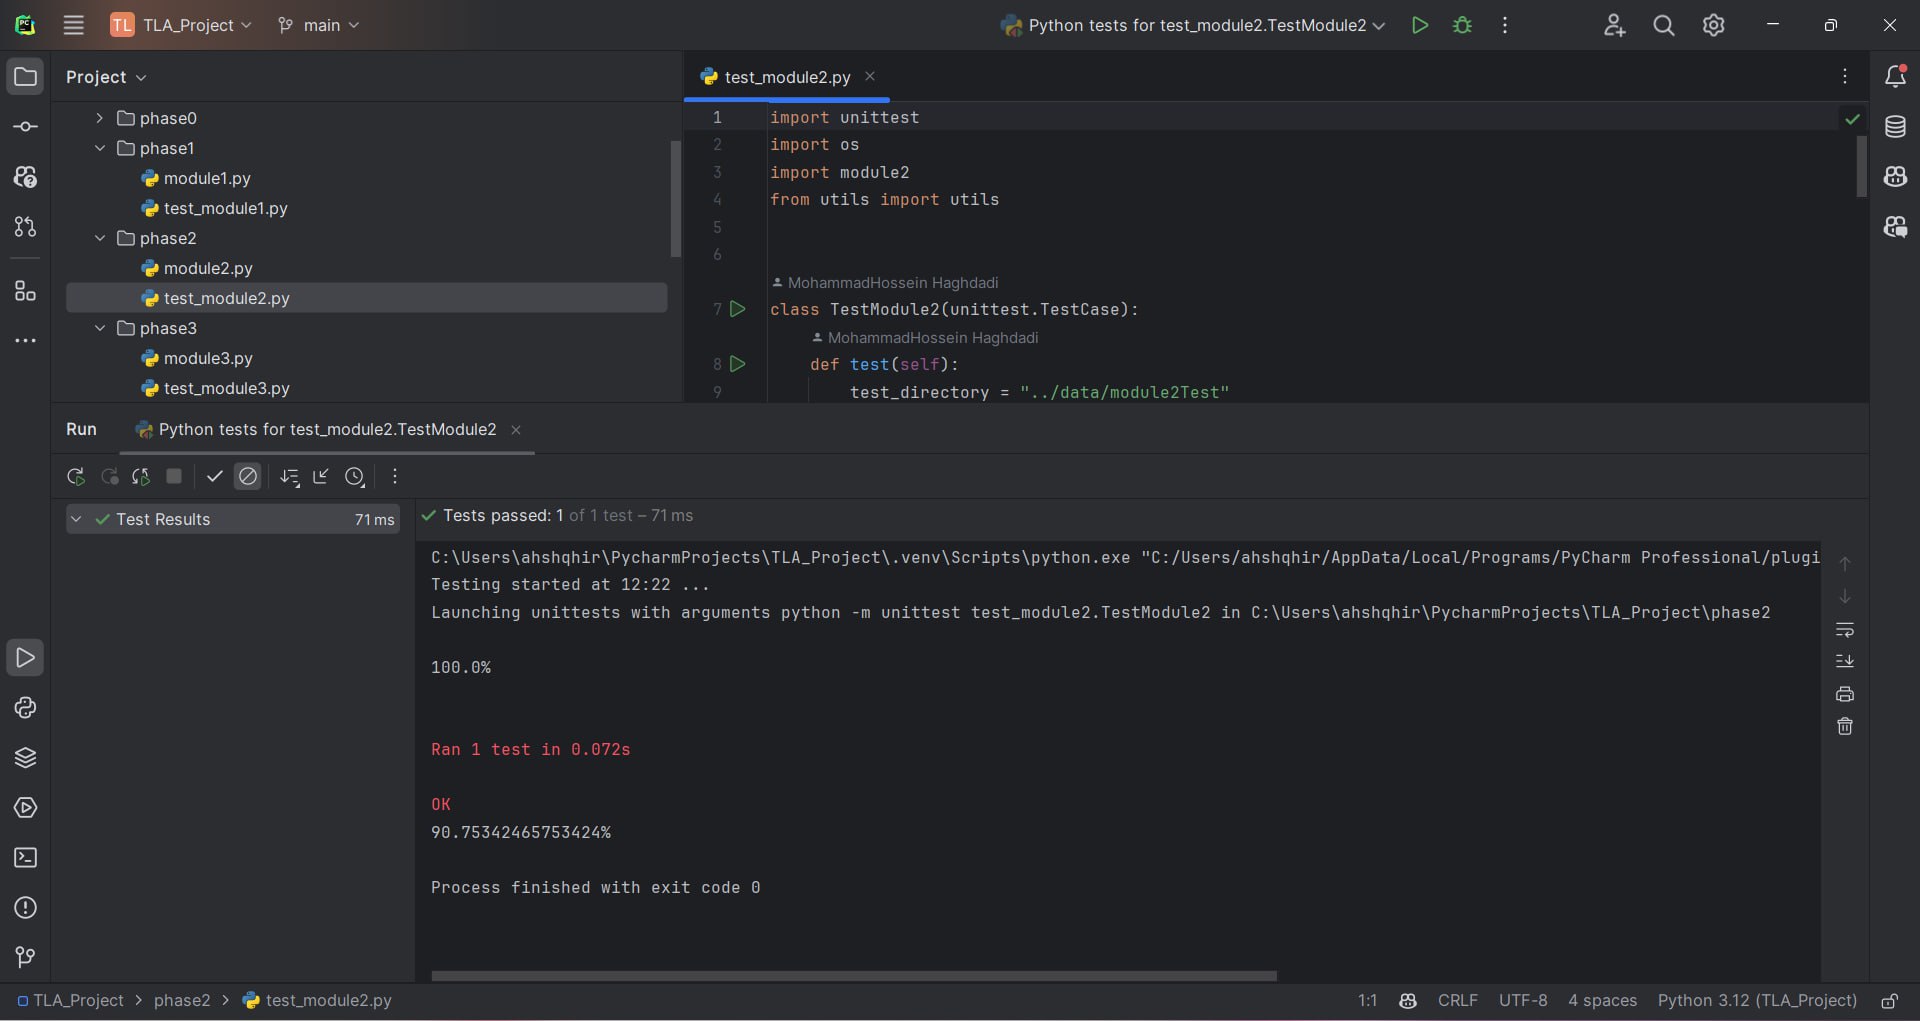 TL TLA_Project main Python tests for test_module2.TestModule2
Project
phase0
phase1
module1.py
test_module1.py
phase2
module2.py
test_module2.py
phase3
module3.py
test_module3.py
test_module2.py
1 import unittest
2 import os
3 import module2
4 from utils import utils
5
6
MohammadHossein Haghdadi
7 class TestModule2(unittest.TestCase):
MohammadHossein Haghdadi
8 def test(self):
9 test_directory = "../data/module2Test"
Run Python tests for test_module2.TestModule2
Test Results 71 ms
Tests passed: 1 of 1 test – 71 ms
C:\Users\ahshqhir\PycharmProjects\TLA_Project\.venv\Scripts\python.exe "C:/Users/ahshqhir/AppData/Local/Programs/PyCharm Professional/plugi
Testing started at 12:22 ...
Launching unittests with arguments python -m unittest test_module2.TestModule2 in C:\Users\ahshqhir\PycharmProjects\TLA_Project\phase2
100.0%
Ran 1 test in 0.072s
OK
90.75342465753424%
Process finished with exit code 0
TLA_Project > phase2 > test_module2.py
1:1 CRLF UTF-8 4 spaces Python 3.12 (TLA_Project)